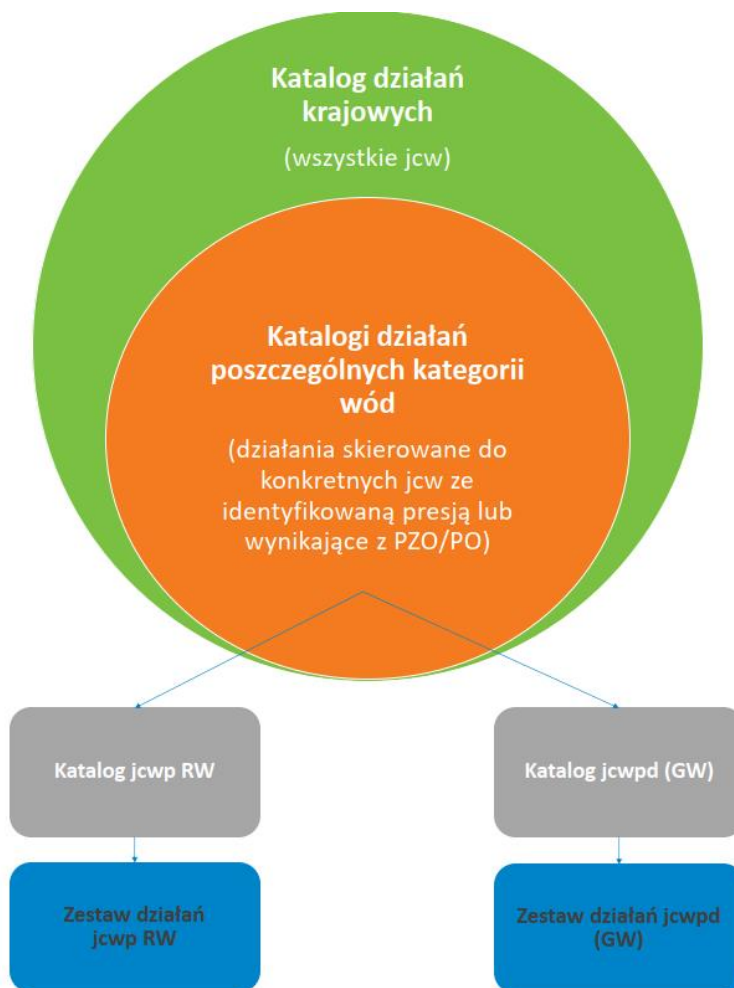 Katalog działań
krajowych
(wszystkie jcw)
Katalogi działań
poszczególnych kategorii
wód
(działania skierowane do
konkretnych jcw ze
identyfikowaną presją lub
wynikające z PZO/PO)
Katalog jcwp RW
Katalog jcwpd (GW)
Zestaw działań
jcwp RW
Zestaw działań jcwpd
(GW)